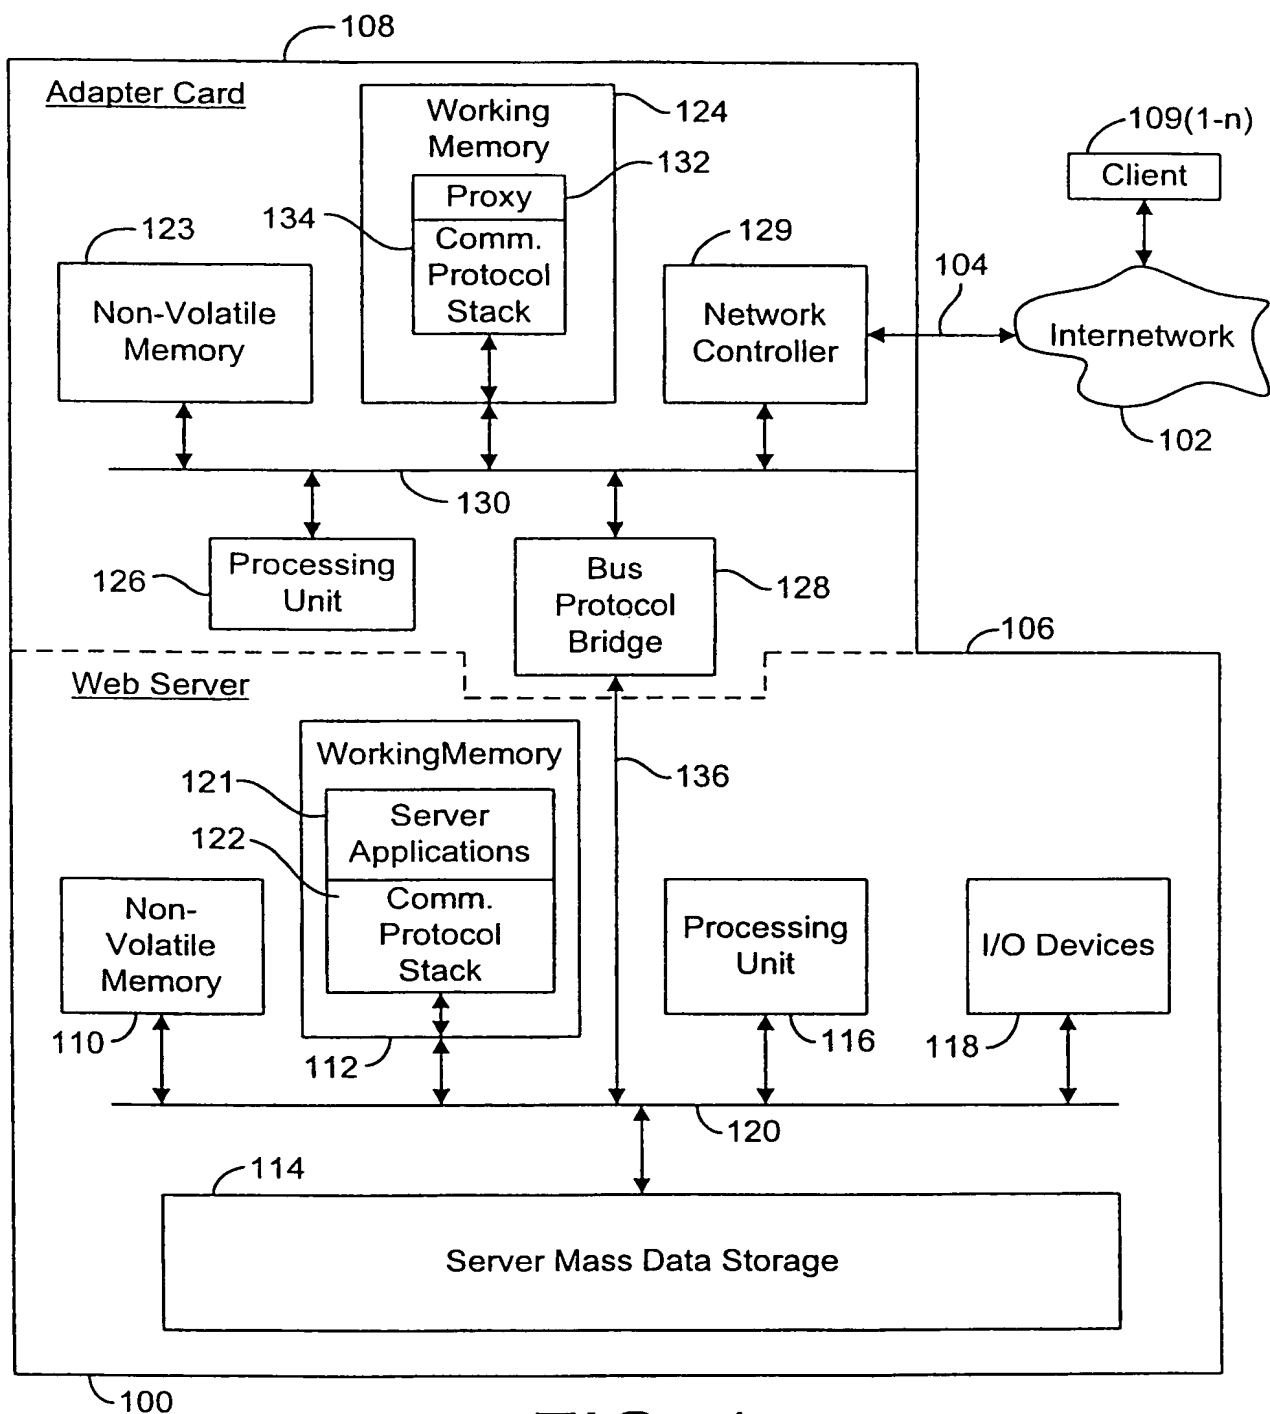 108
Adapter Card
Working
Memory
124
132
Proxy
134
Comm.
Protocol
Stack
123
Non-Volatile
Memory
129
Network
Controller
104
109(1-n)
Client
Internetwork
102
130
126
Processing
Unit
Bus
Protocol
Bridge
128
106
Web Server
WorkingMemory
136
121
Server
Applications
122
Comm.
Protocol
Stack
Non-
Volatile
Memory
110
112
Processing
Unit
116
I/O Devices
118
120
114
Server Mass Data Storage
100